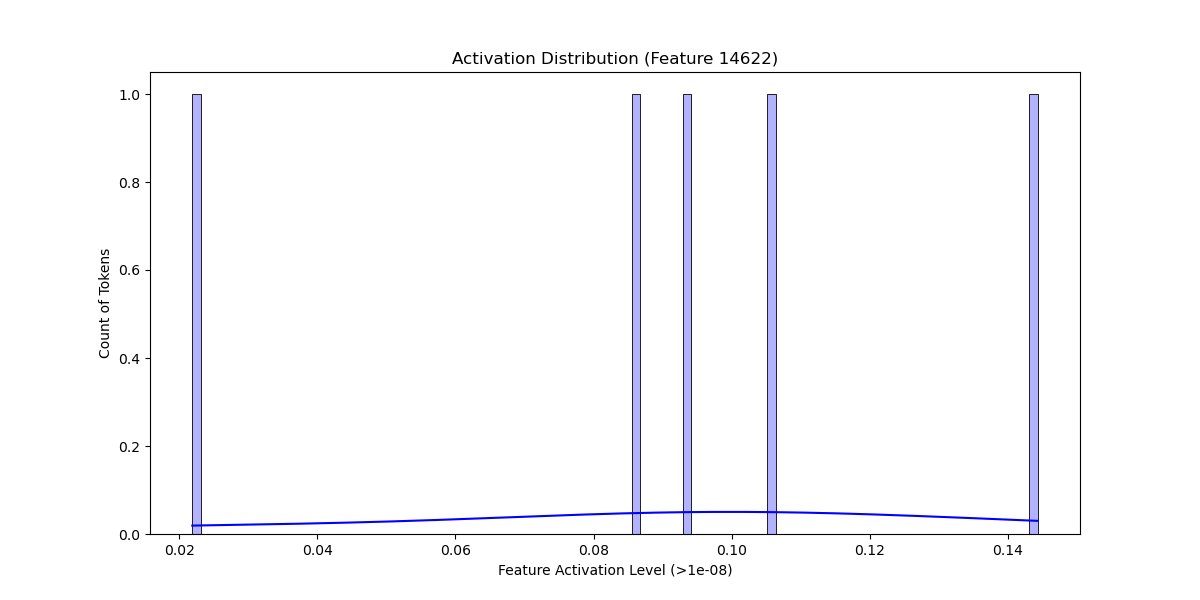 Activation Distribution (Feature 14622)
Count of Tokens
1.0
0.8
0.6
0.4
0.2
0.0
0.02 0.04 0.06 0.08 0.10 0.12 0.14
Feature Activation Level (>1e-08)